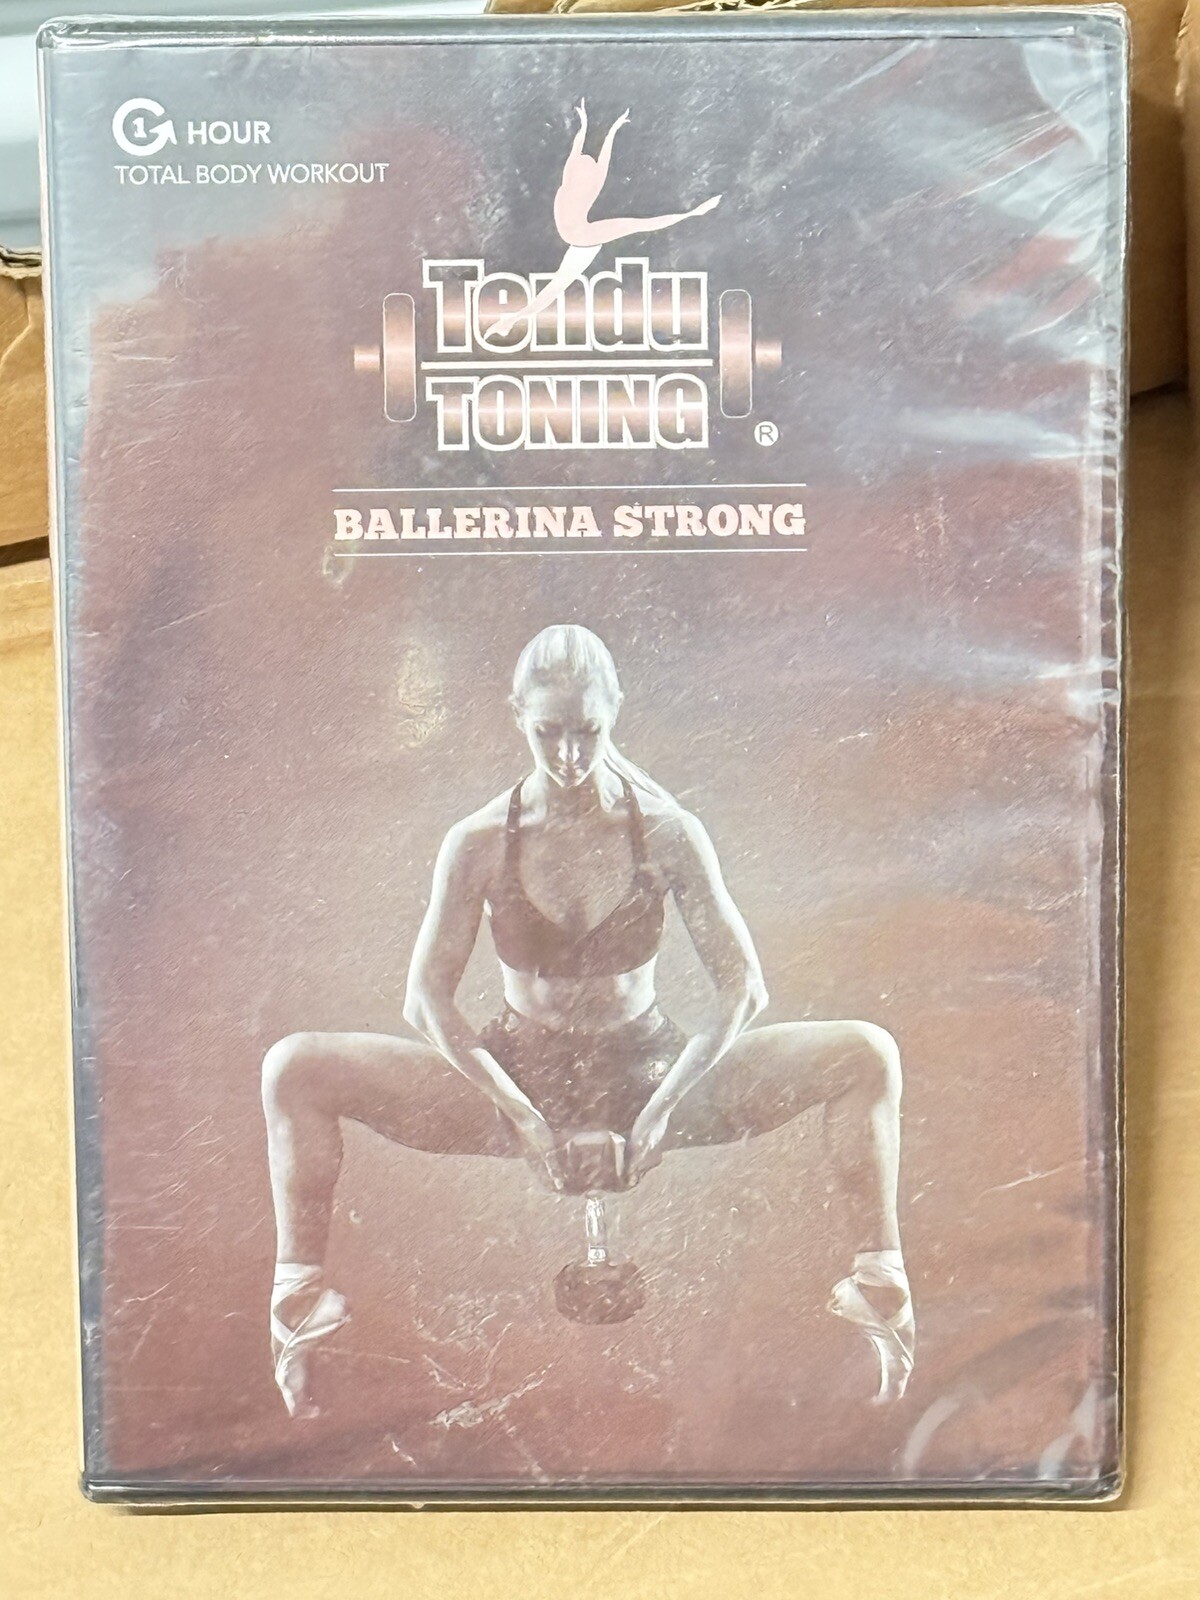 1 HOUR
TOTAL BODY WORKOUT
Tendu
TONING
®
BALLERINA STRONG